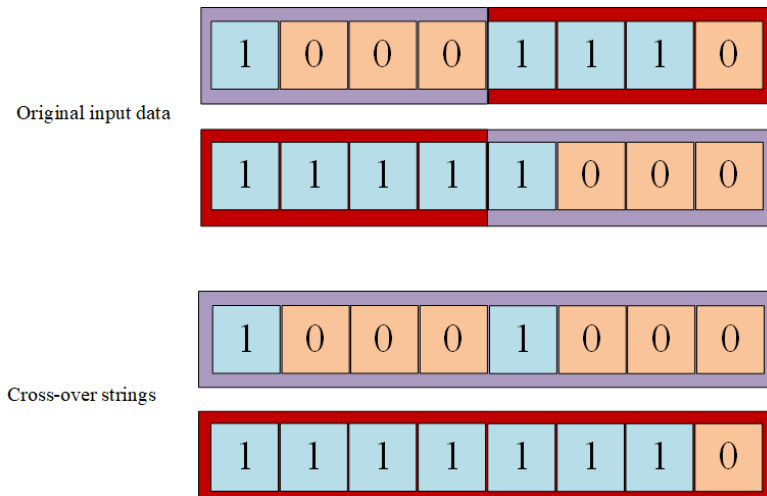 1 0 0 0 1 1 1 0
Original input data
1 1 1 1 1 0 0 0
1 0 0 0 1 0 0 0
Cross-over strings
1 1 1 1 1 1 1 0